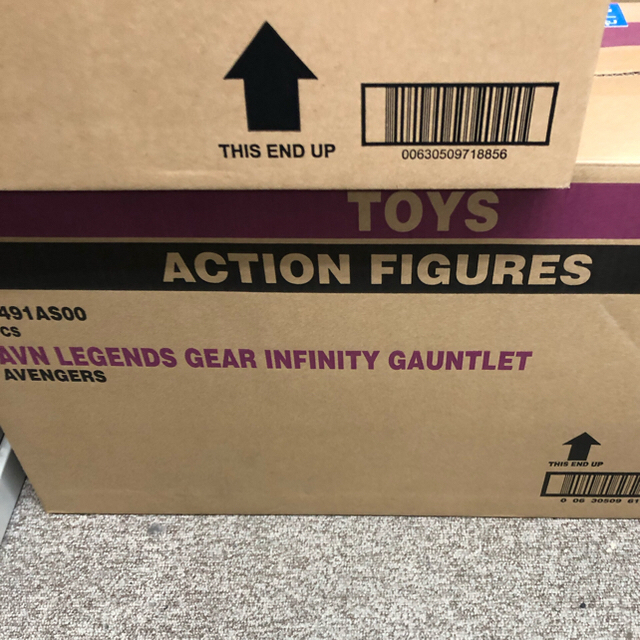 THIS END UP
00630509718856
TOYS
ACTION FIGURES
491AS00
CS
AVN LEGENDS GEAR INFINITY GAUNTLET
AVENGERS
THIS END UP
0 06 30509 61